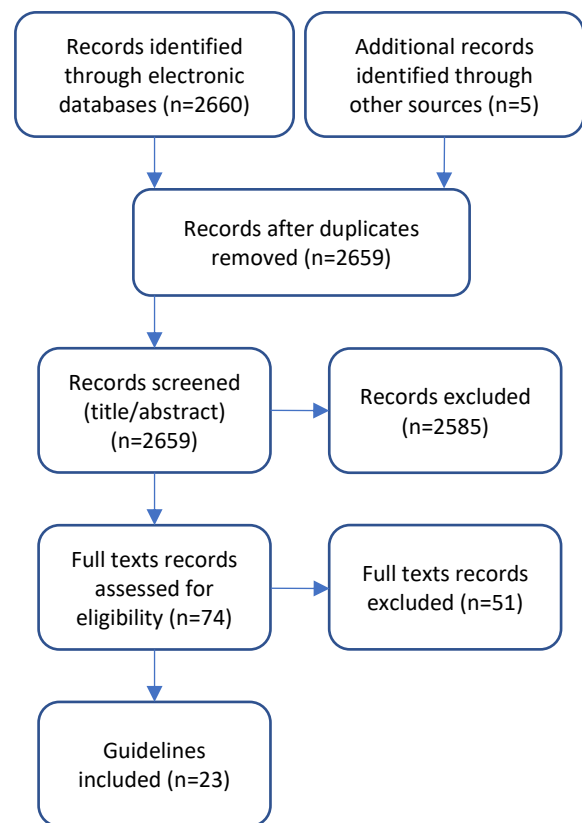 Records identified
through electronic
databases (n=2660)
Additional records
identified through
other sources (n=5)
Records after duplicates
removed (n=2659)
Records screened
(title/abstract)
(n=2659)
Records excluded
(n=2585)
Full texts records
assessed for
eligibility (n=74)
Full texts records
excluded (n=51)
Guidelines
included (n=23)